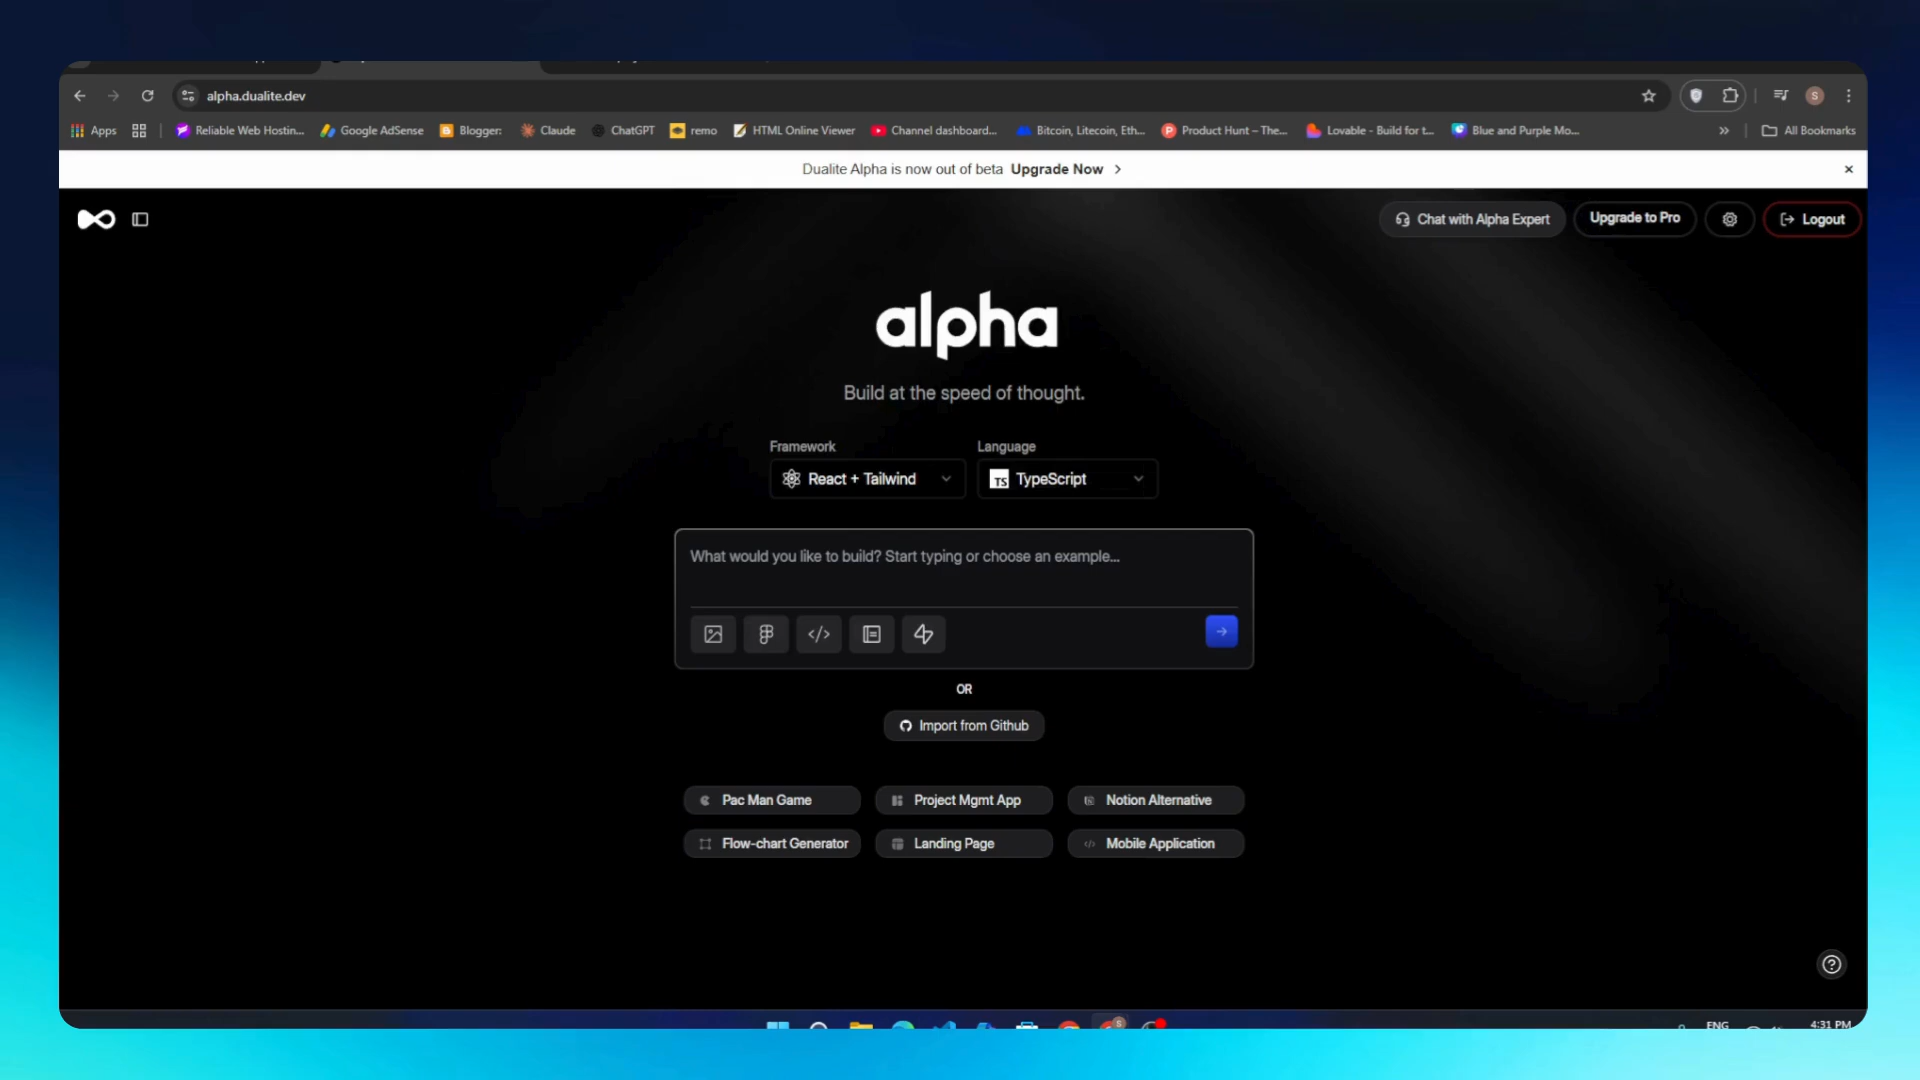 alpha.dualite.dev
Apps Reliable Web Hostin... Google AdSense Blogger: Claude ChatGPT remo HTML Online Viewer Channel dashboard... Bitcoin, Litecoin, Eth... Product Hunt – The... Lovable - Build for t... Blue and Purple Mo... » All Bookmarks
Dualite Alpha is now out of beta Upgrade Now
Chat with Alpha Expert Upgrade to Pro Logout
alpha
Build at the speed of thought.
Framework Language
React + Tailwind TS TypeScript
What would you like to build? Start typing or choose an example...
OR
Import from Github
Pac Man Game Project Mgmt App Notion Alternative
Flow-chart Generator Landing Page Mobile Application
ENG 4:31 PM